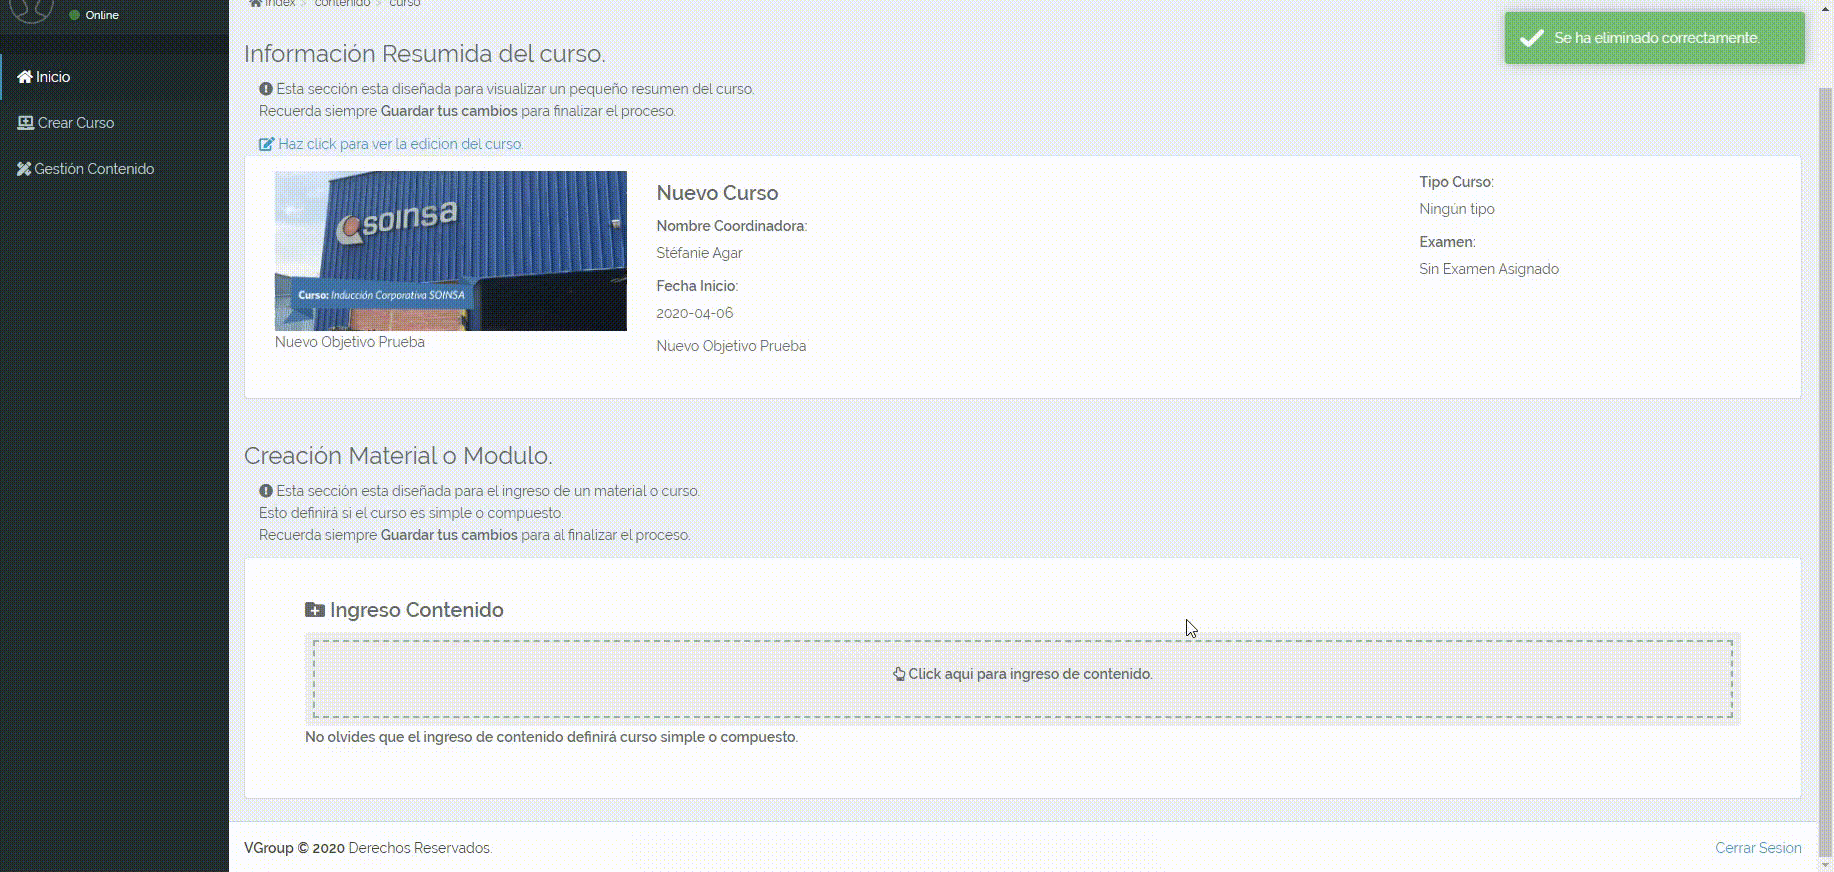 Online
Inicio
Crear Curso
Gestión Contenido
Index > contenido > curso
Se ha eliminado correctamente.
Información Resumida del curso.
Esta sección esta diseñada para visualizar un pequeño resumen del curso.
Recuerda siempre Guardar tus cambios para finalizar el proceso.
Haz click para ver la edicion del curso.
soinsa
Curso: Inducción Corporativa SOINSA
Nuevo Objetivo Prueba
Nuevo Curso
Nombre Coordinadora:
Stéfanie Agar
Fecha Inicio:
2020-04-06
Nuevo Objetivo Prueba
Tipo Curso:
Ningún tipo
Examen:
Sin Examen Asignado
Creación Material o Modulo.
Esta sección esta diseñada para el ingreso de un material o curso.
Esto definirá si el curso es simple o compuesto.
Recuerda siempre Guardar tus cambios para al finalizar el proceso.
Ingreso Contenido
Click aqui para ingreso de contenido.
No olvides que el ingreso de contenido definirá curso simple o compuesto.
VGroup © 2020 Derechos Reservados.
Cerrar Sesion